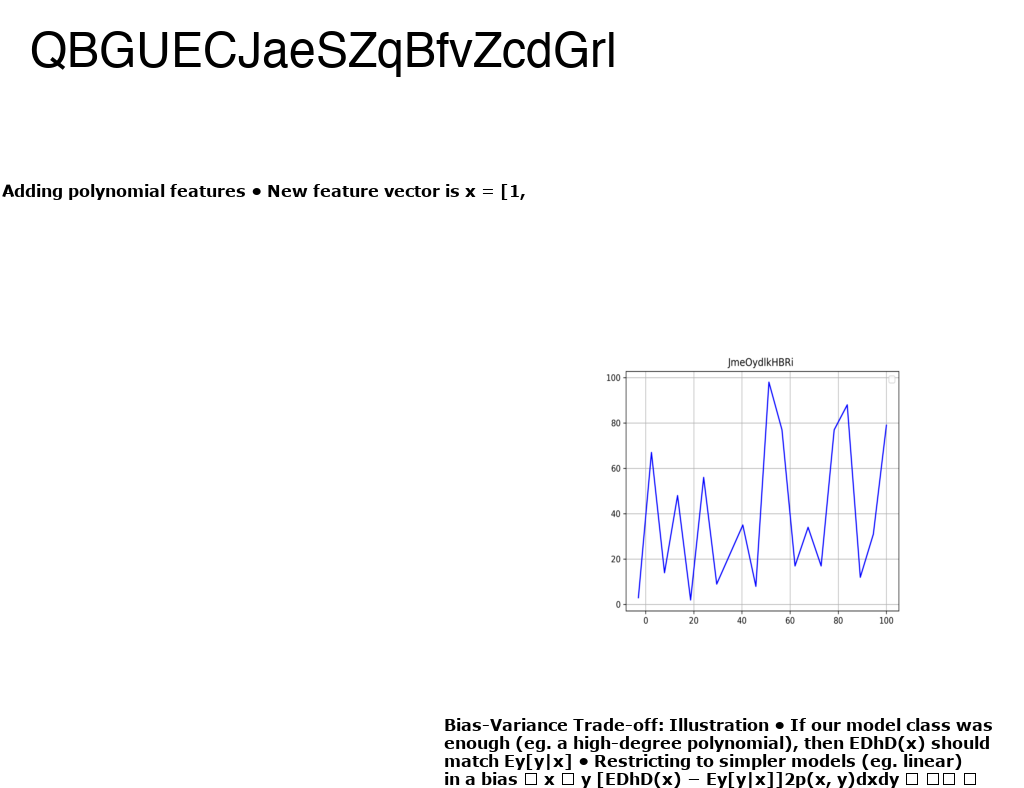 QBGUECJaeSZqBfvZcdGrl
Adding polynomial features • New feature vector is x = [1,
JmeOydlkHBRi
100
80
60
40
20
0
0 20 40 60 80 100
Bias-Variance Trade-off: Illustration • If our model class was
enough (eg. a high-degree polynomial), then EDhD(x) should
match Ey[y|x] • Restricting to simpler models (eg. linear)
in a bias □ x □ y [EDhD(x) − Ey[y|x]]2p(x, y)dxdy □ □□ □